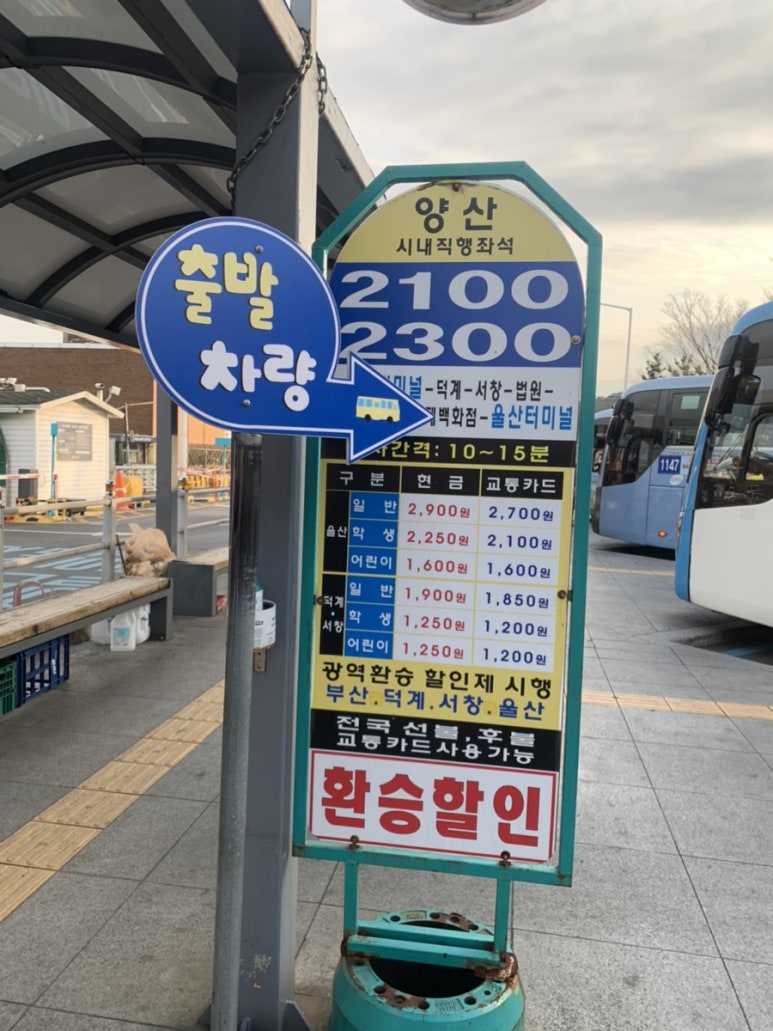 출발
차량
양산
시내직행좌석
2100
2300
미널-덕계-서창-법원-
백화점-울산터미널
간격: 10~15분
구분 현금 교통카드
울산
일반 2,900원 2,700원
학생 2,250원 2,100원
어린이 1,600원 1,600원
덕계·서창
일반 1,900원 1,850원
학생 1,250원 1,200원
어린이 1,250원 1,200원
광역환승 할인제 시행
부산.덕계.서창.울산
전국 선불,후불
교통카드사용가능
환승할인
1147